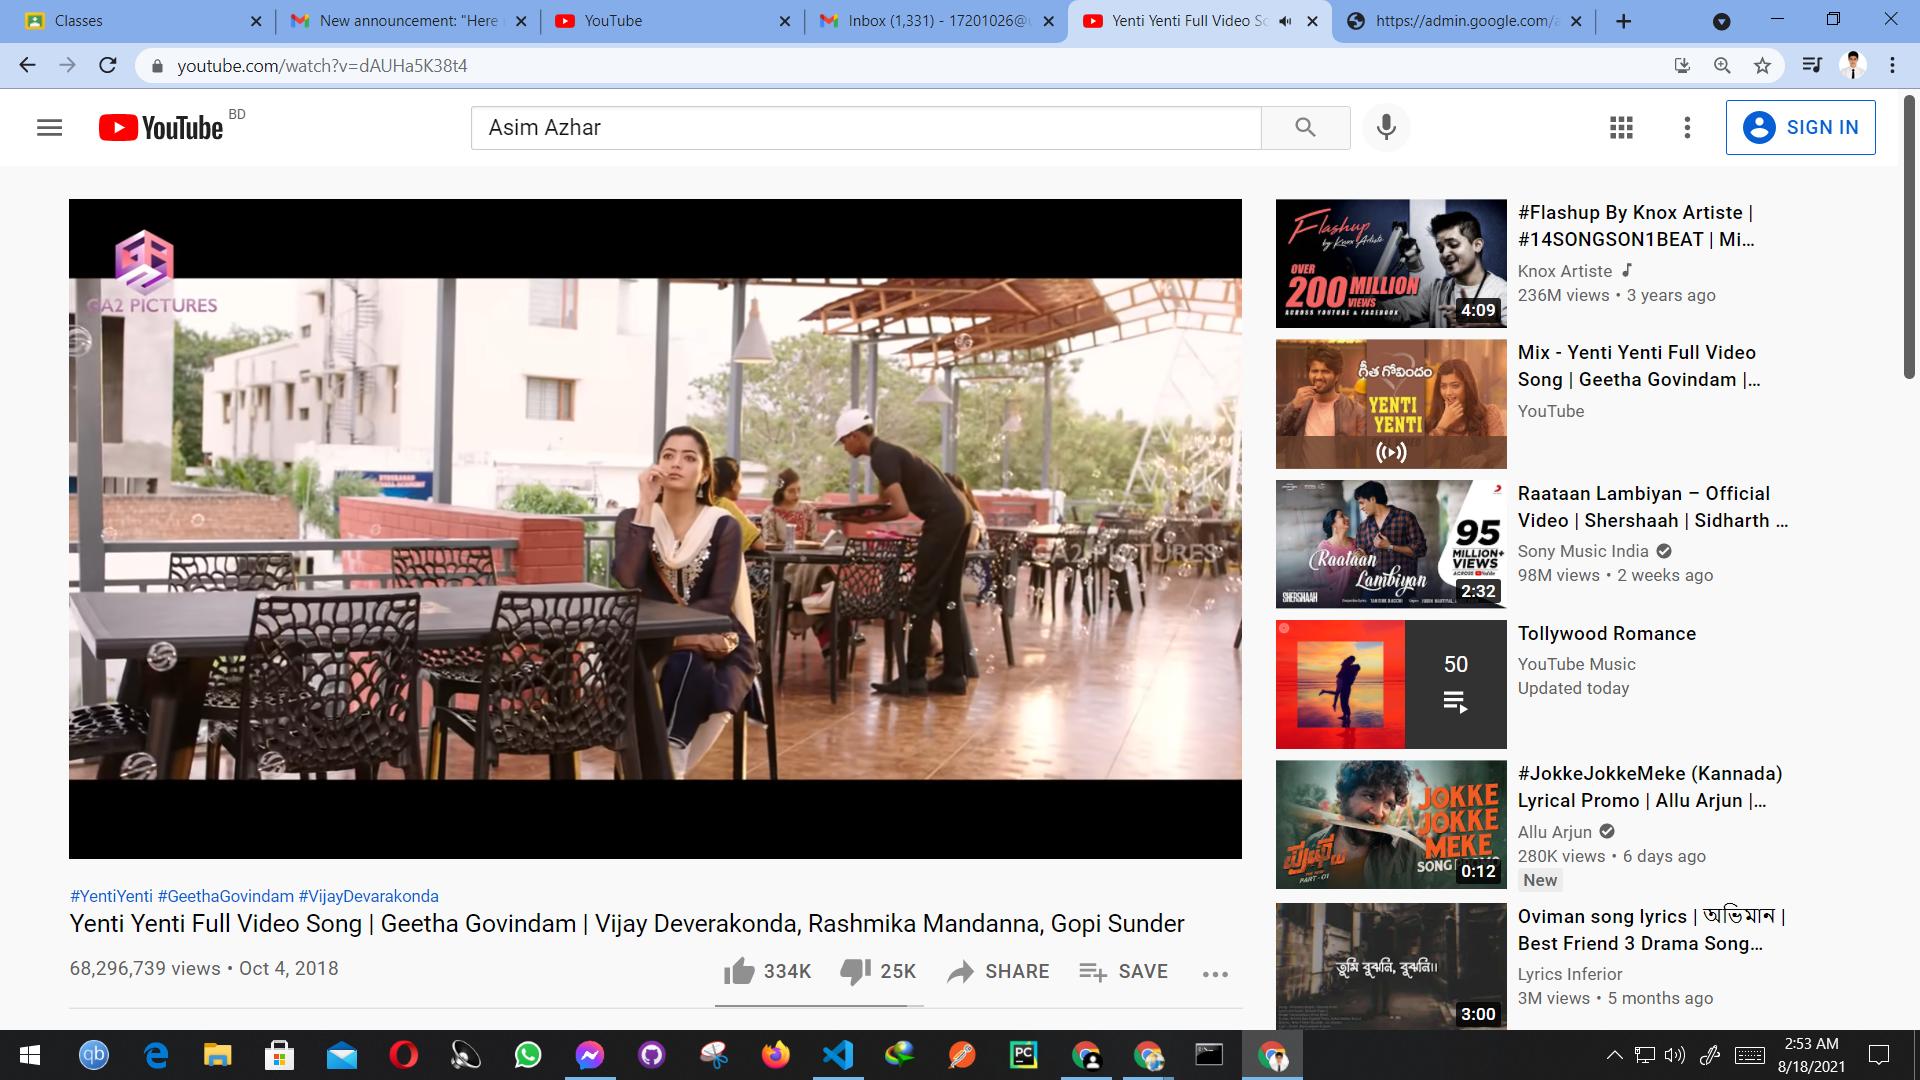 Classes
New announcement: "Here
YouTube
Inbox (1,331) - 17201026@
Yenti Yenti Full Video So
https://admin.google.com/a
youtube.com/watch?v=dAUHa5K38t4
YouTube BD
Asim Azhar
SIGN IN
GA2 PICTURES
GA2 PICTURES
#YentiYenti #GeethaGovindam #VijayDevarakonda
Yenti Yenti Full Video Song | Geetha Govindam | Vijay Deverakonda, Rashmika Mandanna, Gopi Sunder
68,296,739 views • Oct 4, 2018
334K
25K
SHARE
SAVE
Flashup
by Knox Artiste
OVER
200 MILLION
VIEWS
ACROSS YOUTUBE & FACEBOOK
4:09
#Flashup By Knox Artiste |
#14SONGSON1BEAT | Mi...
Knox Artiste
236M views • 3 years ago
గీత గోవిందం
YENTI
YENTI
Mix - Yenti Yenti Full Video
Song | Geetha Govindam |...
YouTube
95
MILLION+
VIEWS
Raataan
Lambiyan
SHERSHAAH
2:32
Raataan Lambiyan – Official
Video | Shershaah | Sidharth ...
Sony Music India
98M views • 2 weeks ago
50
Tollywood Romance
YouTube Music
Updated today
JOKKE
JOKKE
MEKE
SONG PROMO
ಪುಷ್ಪ
PART-01
0:12
#JokkeJokkeMeke (Kannada)
Lyrical Promo | Allu Arjun |...
Allu Arjun
280K views • 6 days ago
New
তুমি বুঝনি, বুঝনি।।
3:00
Oviman song lyrics | অভিমান |
Best Friend 3 Drama Song...
Lyrics Inferior
3M views • 5 months ago
qb
PC
2:53 AM
8/18/2021